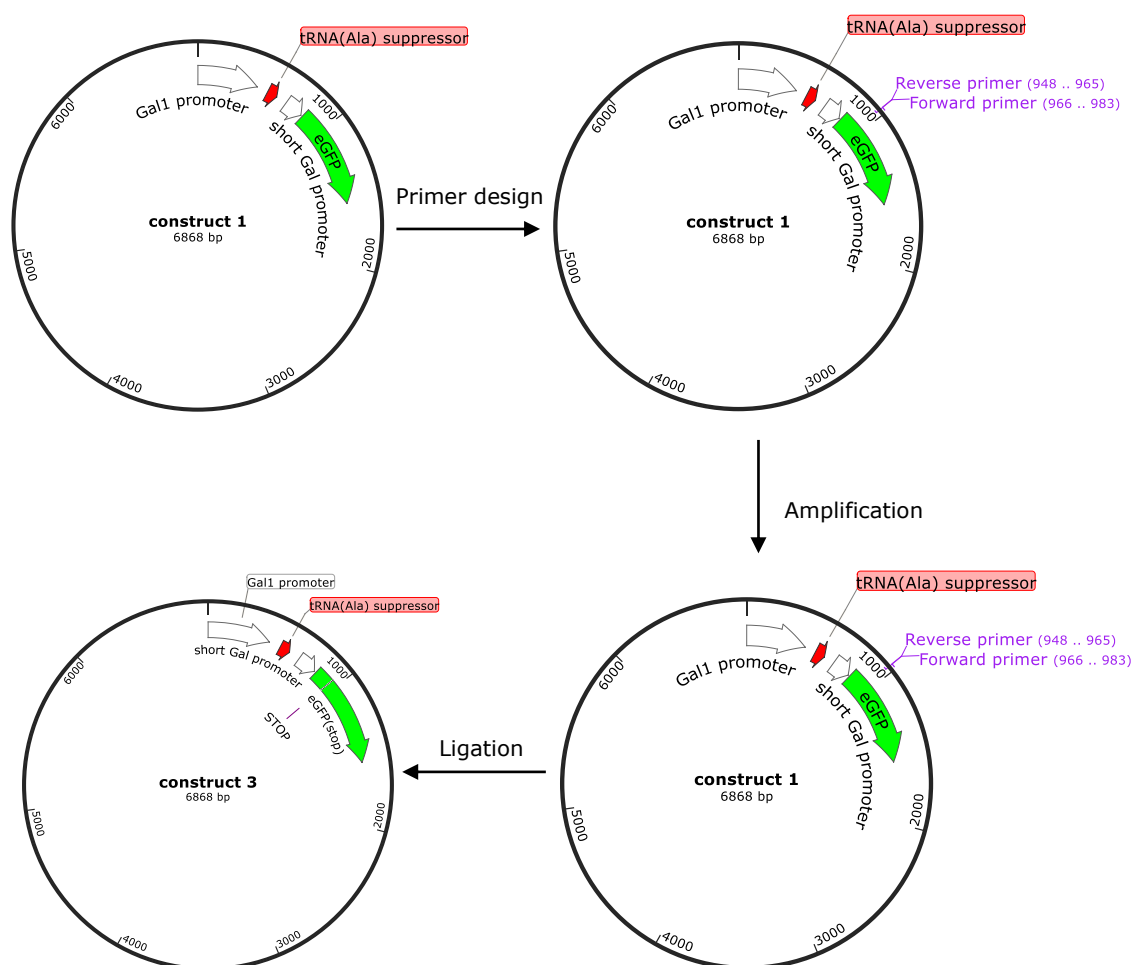 tRNA(Ala) suppressor
Gal1 promoter
short Gal promoter
eGFP
1000
2000
3000
4000
5000
6000
construct 1
6868 bp
Primer design
tRNA(Ala) suppressor
Reverse primer (948 .. 965)
Forward primer (966 .. 983)
Gal1 promoter
short Gal promoter
eGFP
1000
2000
3000
4000
5000
6000
construct 1
6868 bp
Amplification
tRNA(Ala) suppressor
Reverse primer (948 .. 965)
Forward primer (966 .. 983)
Gal1 promoter
short Gal promoter
eGFP
1000
2000
3000
4000
5000
6000
construct 1
6868 bp
Ligation
Gal1 promoter
tRNA(Ala) suppressor
short Gal promoter
eGFP(stop)
STOP
1000
2000
3000
4000
5000
6000
construct 3
6868 bp